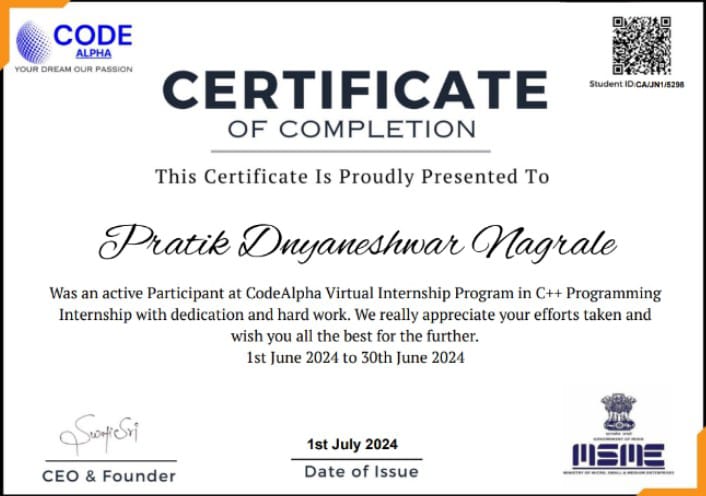 CODE
ALPHA
YOUR DREAM OUR PASSION
Student ID:CA/JN1/5298
CERTIFICATE
OF COMPLETION
This Certificate Is Proudly Presented To
Pratik Dnyaneshwar Nagrale
Was an active Participant at CodeAlpha Virtual Internship Program in C++ Programming
Internship with dedication and hard work. We really appreciate your efforts taken and
wish you all the best for the further.
1st June 2024 to 30th June 2024
CEO & Founder
1st July 2024
Date of Issue
GOVERNMENT OF INDIA
MSME
MINISTRY OF MICRO, SMALL & MEDIUM ENTERPRISES